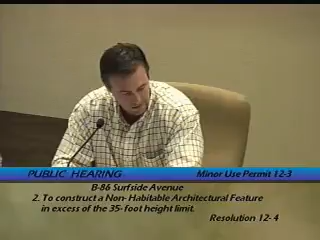 PUBLIC HEARING Minor Use Permit 12-3
B-86 Surfside Avenue
2. To construct a Non- Habitable Architectural Feature
in excess of the 35- foot height limit.
Resolution 12- 4